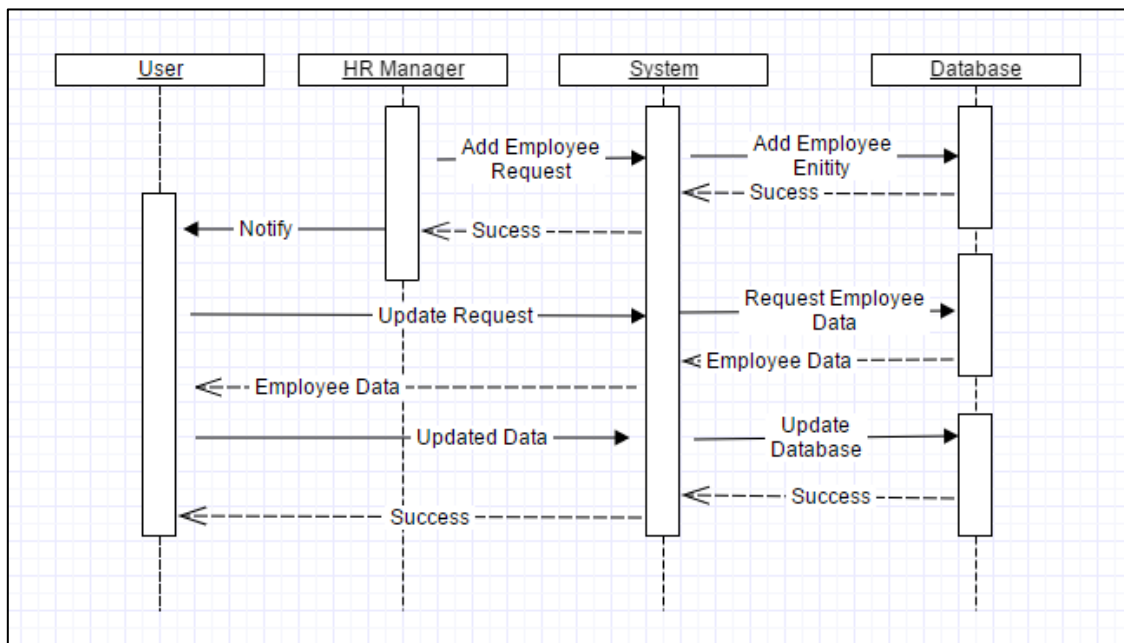 User
HR Manager
System
Database
Add Employee
Request
Add Employee
Enitity
Sucess
Notify
Sucess
Update Request
Request Employee
Data
Employee Data
Employee Data
Updated Data
Update
Database
Success
Success